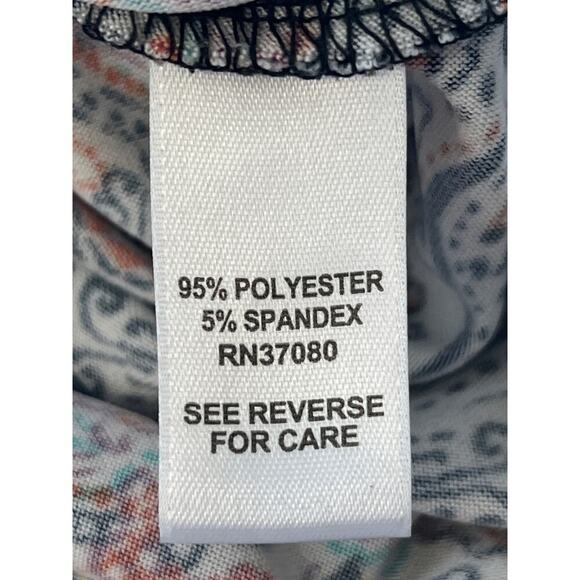 95% POLYESTER
5% SPANDEX
RN37080
SEE REVERSE
FOR CARE